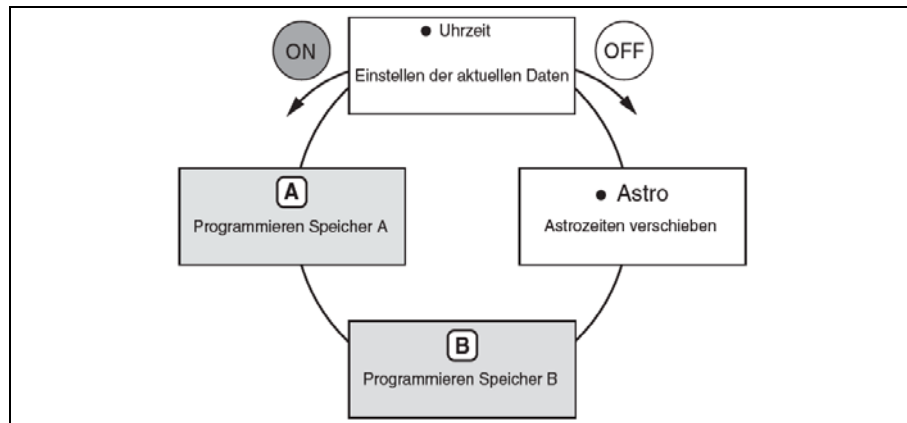 ON
● Uhrzeit
OFF
Einstellen der aktuellen Daten
A
Programmieren Speicher A
● Astro
Astrozeiten verschieben
B
Programmieren Speicher B